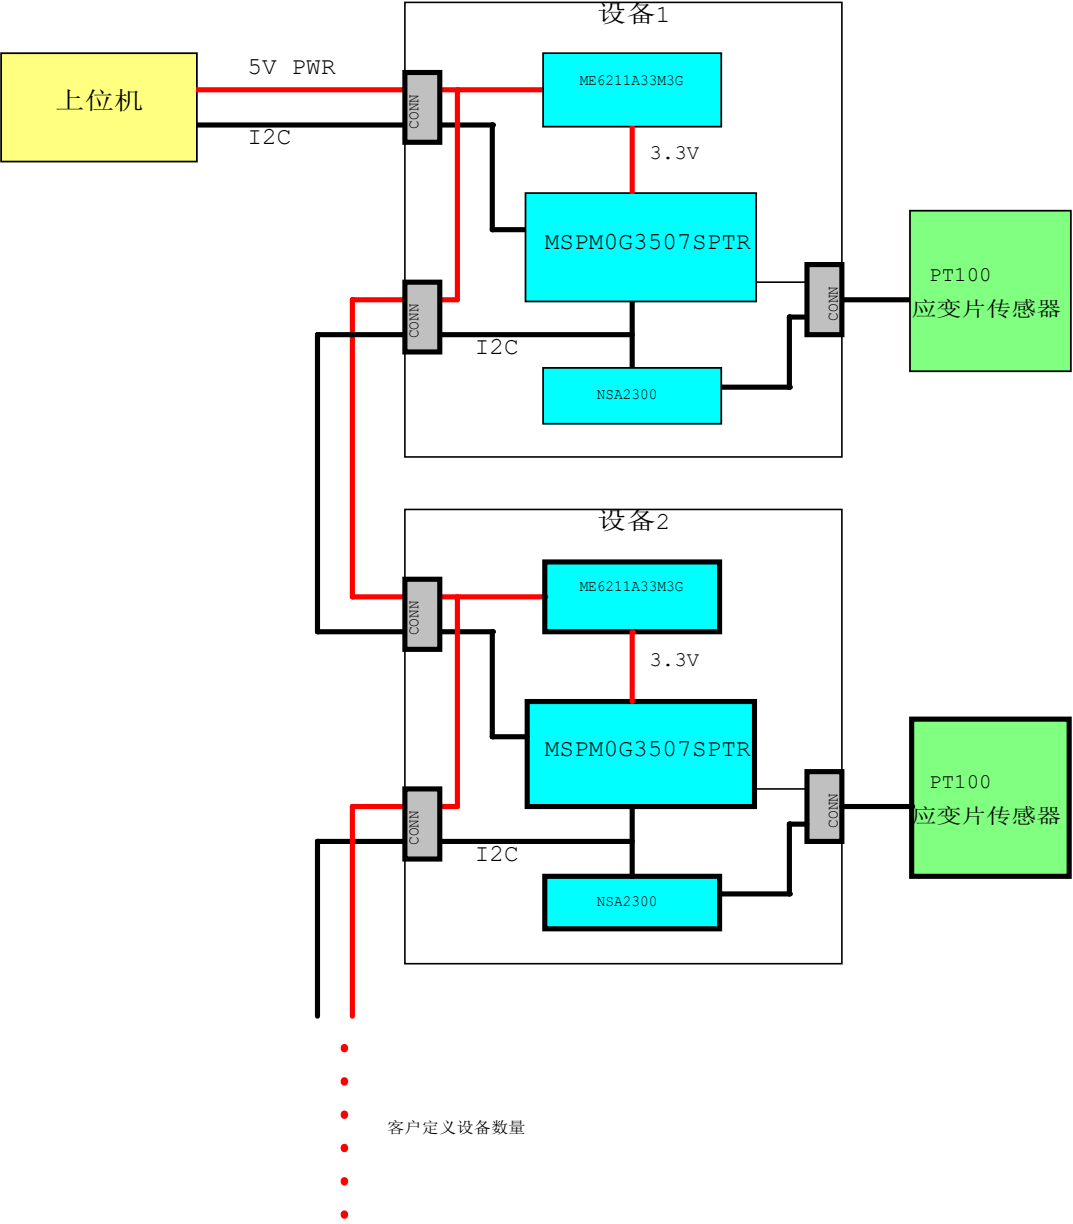 设备1
5V PWR
ME6211A33M3G
上位机
CONN
I2C
3.3V
MSPM0G3507SPTR
PT100
CONN
应变片传感器
CONN
I2C
NSA2300
设备2
ME6211A33M3G
CONN
3.3V
MSPM0G3507SPTR
PT100
CONN
应变片传感器
CONN
I2C
NSA2300
客户定义设备数量